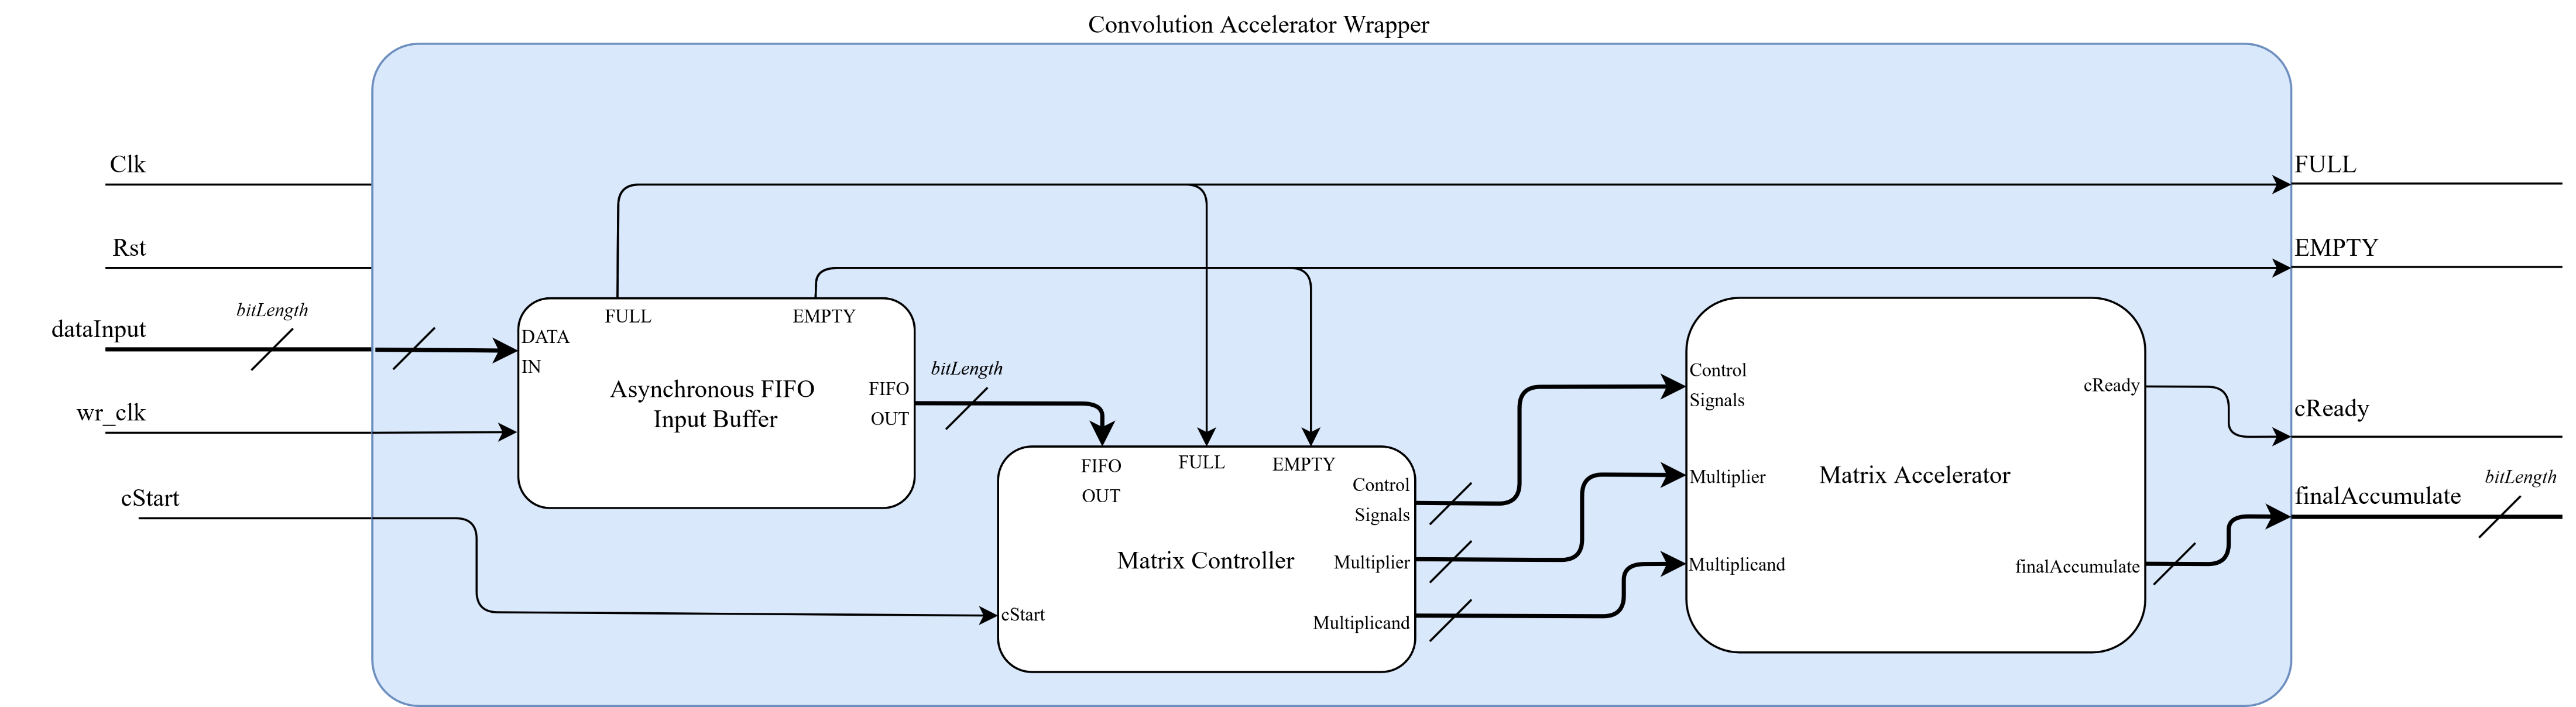 Convolution Accelerator Wrapper
Clk
Rst
bitLength
dataInput
wr_clk
cStart
FULL
EMPTY
DATA
IN
Asynchronous FIFO
Input Buffer
FIFO
OUT
bitLength
FIFO
OUT
FULL
EMPTY
Control
Signals
Matrix Controller
Multiplier
Multiplicand
cStart
Control
Signals
Multiplier
Multiplicand
Matrix Accelerator
cReady
finalAccumulate
FULL
EMPTY
cReady
bitLength
finalAccumulate